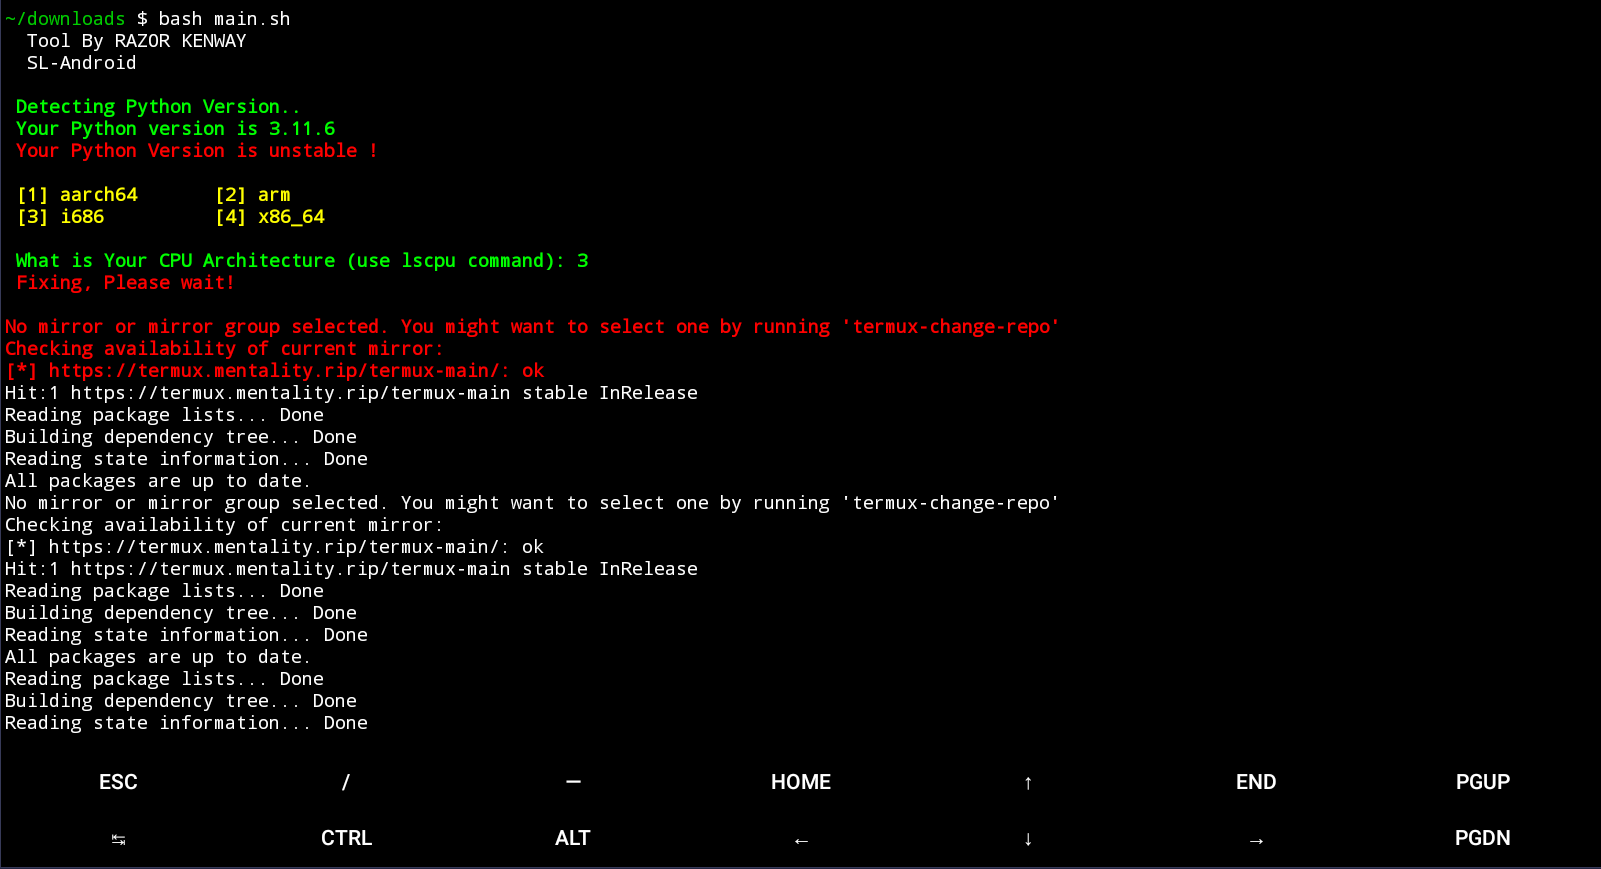 ~/downloads $ bash main.sh
Tool By RAZOR KENWAY
SL-Android
Detecting Python Version..
Your Python version is 3.11.6
Your Python Version is unstable !
[1] aarch64 [2] arm
[3] i686 [4] x86_64
What is Your CPU Architecture (use lscpu command): 3
Fixing, Please wait!
No mirror or mirror group selected. You might want to select one by running 'termux-change-repo'
Checking availability of current mirror:
[*] https://termux.mentality.rip/termux-main/: ok
Hit:1 https://termux.mentality.rip/termux-main stable InRelease
Reading package lists... Done
Building dependency tree... Done
Reading state information... Done
All packages are up to date.
No mirror or mirror group selected. You might want to select one by running 'termux-change-repo'
Checking availability of current mirror:
[*] https://termux.mentality.rip/termux-main/: ok
Hit:1 https://termux.mentality.rip/termux-main stable InRelease
Reading package lists... Done
Building dependency tree... Done
Reading state information... Done
All packages are up to date.
Reading package lists... Done
Building dependency tree... Done
Reading state information... Done
ESC / — HOME ↑ END PGUP
↹ CTRL ALT ← ↓ → PGDN